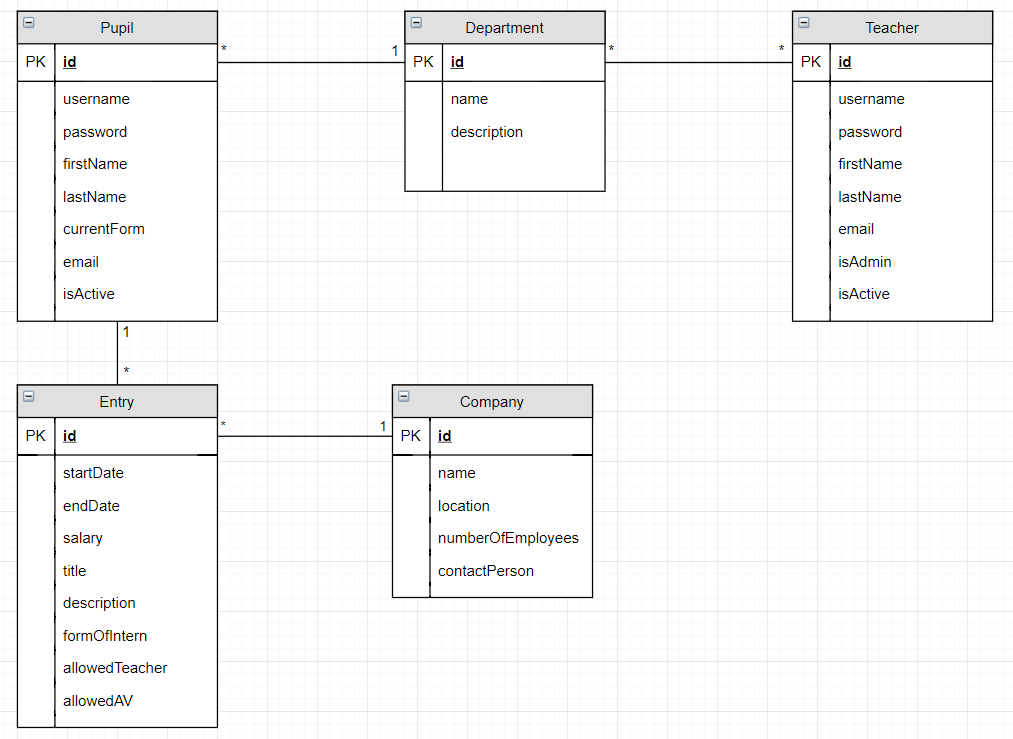 Pupil
PK id
username
password
firstName
lastName
currentForm
email
isActive
* 1
Department
PK id
name
description
* *
Teacher
PK id
username
password
firstName
lastName
email
isAdmin
isActive
1
*
Entry
PK id
startDate
endDate
salary
title
description
formOfIntern
allowedTeacher
allowedAV
* 1
Company
PK id
name
location
numberOfEmployees
contactPerson